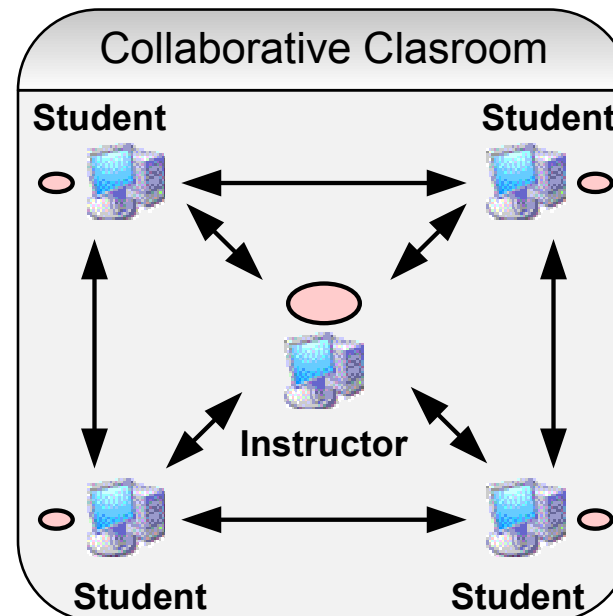 Collaborative Clasroom
Student
Student
Instructor
Student
Student